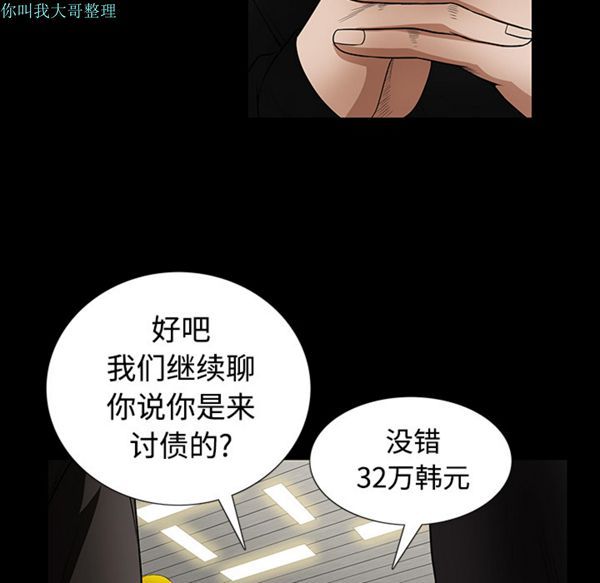 你叫我大哥整理
好吧
我们继续聊
你说你是来
讨债的?
没错
32万韩元